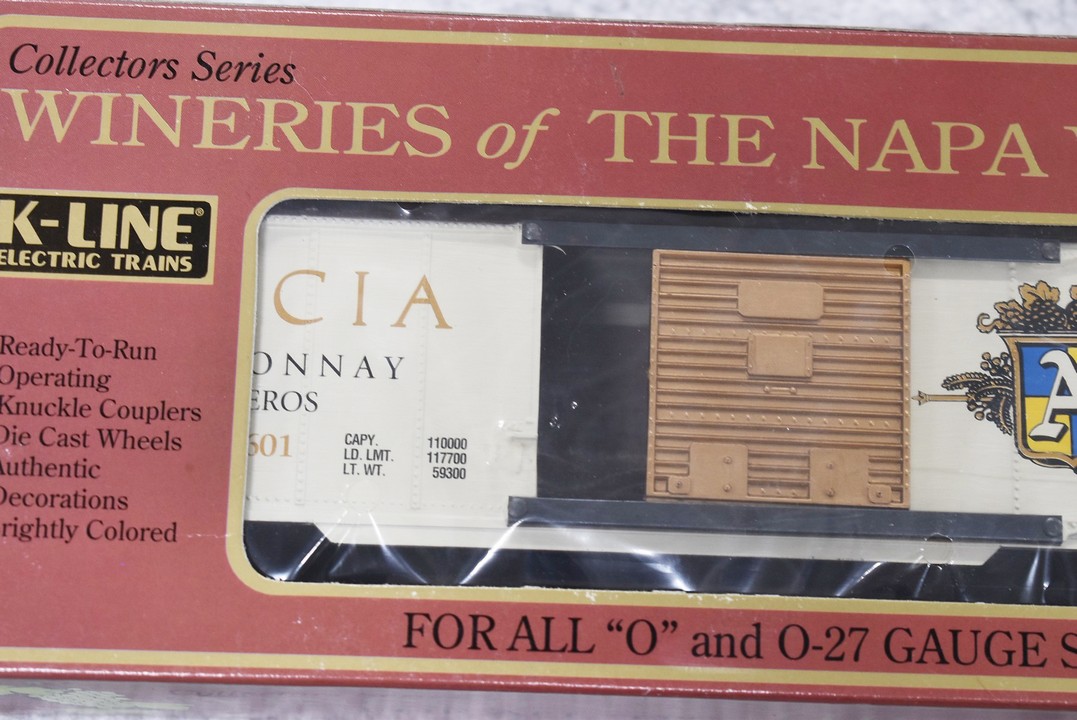 Collectors Series
WINERIES of THE NAPA
K-LINE®
ELECTRIC TRAINS
Ready-To-Run
Operating
Knuckle Couplers
Die Cast Wheels
Authentic
Decorations
rightly Colored
CIA
ONNAY
EROS
601
CAPY. 110000
LD. LMT. 117700
LT. WT. 59300
A
FOR ALL “O” and O-27 GAUGE S